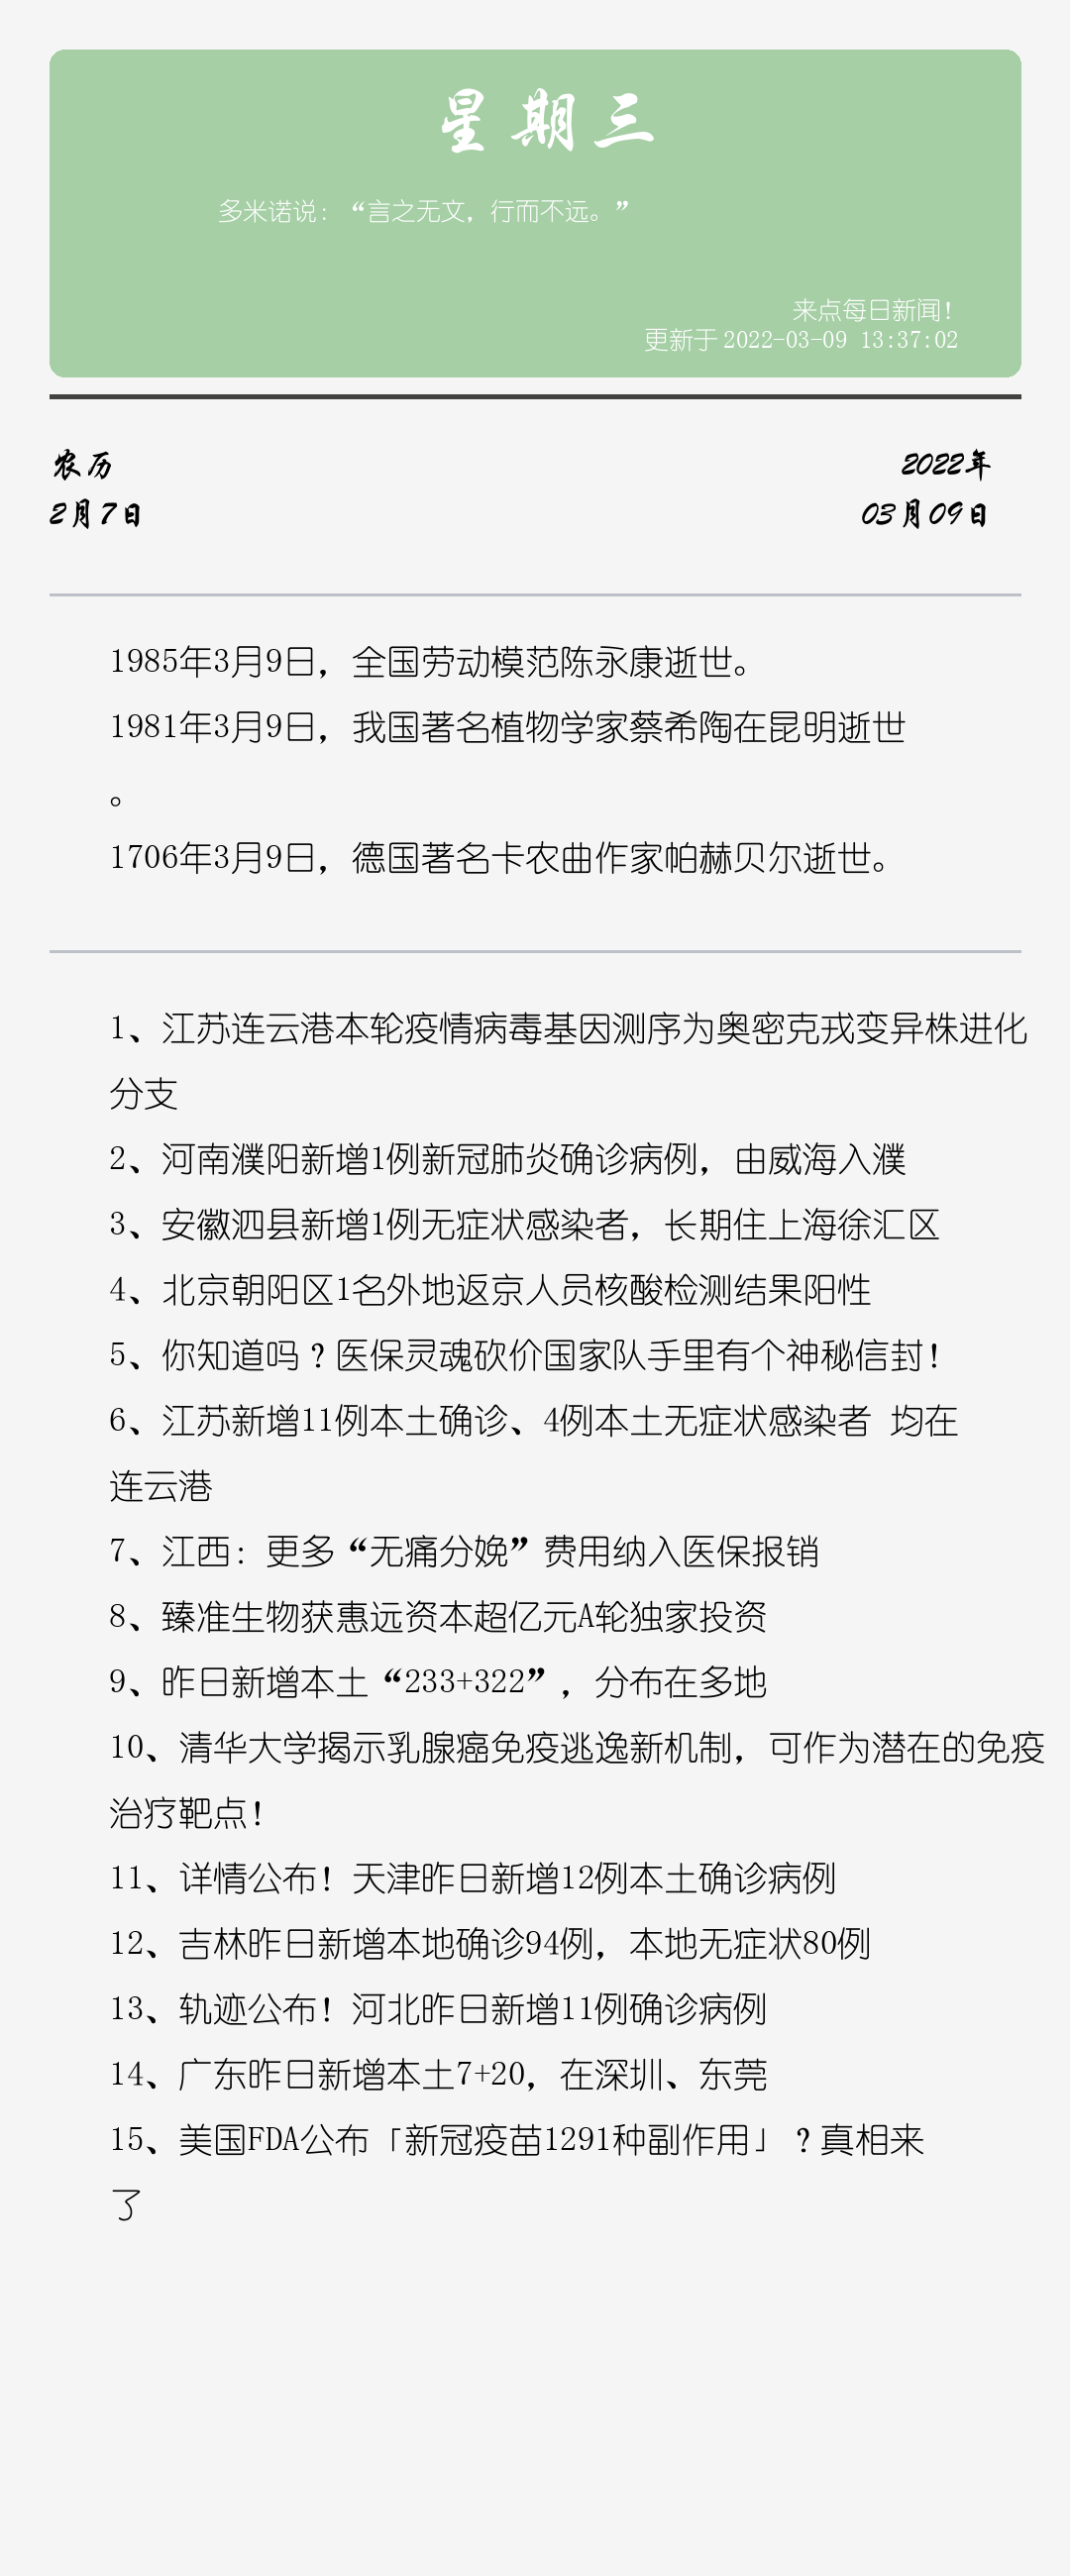 星期三
多米诺说：“言之无文，行而不远。”
来点每日新闻！
更新于2022-03-09 13:37:02
农历
2022年
2月7日
03月09日
1985年3月9日，全国劳动模范陈永康逝世。
1981年3月9日，我国著名植物学家蔡希陶在昆明逝世
。
1706年3月9日，德国著名卡农曲作家帕赫贝尔逝世。
1、江苏连云港本轮疫情病毒基因测序为奥密克戎变异株进化
分支
2、河南濮阳新增1例新冠肺炎确诊病例，由威海入濮
3、安徽泗县新增1例无症状感染者，长期住上海徐汇区
4、北京朝阳区1名外地返京人员核酸检测结果阳性
5、你知道吗？医保灵魂砍价国家队手里有个神秘信封！
6、江苏新增11例本土确诊、4例本土无症状感染者 均在
连云港
7、江西：更多“无痛分娩”费用纳入医保报销
8、臻准生物获惠远资本超亿元A轮独家投资
9、昨日新增本土“233+322”，分布在多地
10、清华大学揭示乳腺癌免疫逃逸新机制，可作为潜在的免疫
治疗靶点！
11、详情公布！天津昨日新增12例本土确诊病例
12、吉林昨日新增本地确诊94例，本地无症状80例
13、轨迹公布！河北昨日新增11例确诊病例
14、广东昨日新增本土7+20，在深圳、东莞
15、美国FDA公布「新冠疫苗1291种副作用」？真相来
了